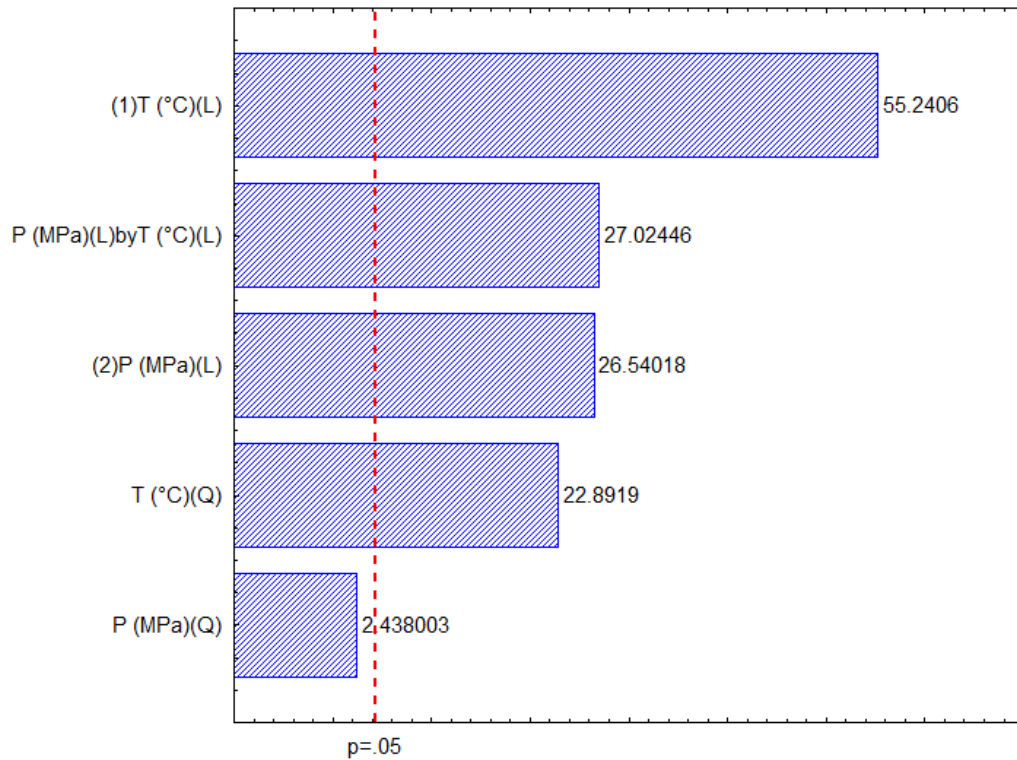 (1)T (°C)(L)
55.2406
P (MPa)(L)byT (°C)(L)
27.02446
(2)P (MPa)(L)
26.54018
T (°C)(Q)
22.8919
P (MPa)(Q)
2.438003
p=.05